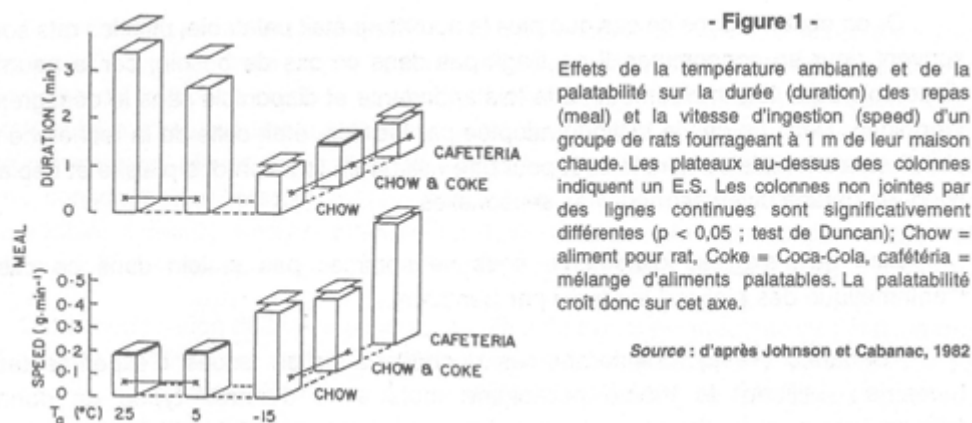 DURATION (min)
3
2
1
0
CAFETERIA
CHOW & COKE
CHOW
MEAL
SPEED (g·min⁻¹)
0·5
0·4
0·3
0·2
0·1
0
CAFETERIA
CHOW & COKE
CHOW
Ta (°C) 25 5 -15
- Figure 1 -
Effets de la température ambiante et de la
palatabilité sur la durée (duration) des repas
(meal) et la vitesse d'ingestion (speed) d'un
groupe de rats fourrageant à 1 m de leur maison
chaude. Les plateaux au-dessus des colonnes
indiquent un E.S. Les colonnes non jointes par
des lignes continues sont significativement
différentes (p < 0,05 ; test de Duncan); Chow =
aliment pour rat, Coke = Coca-Cola, cafétéria =
mélange d'aliments palatables. La palatabilité
croît donc sur cet axe.
Source : d'après Johnson et Cabanac, 1982